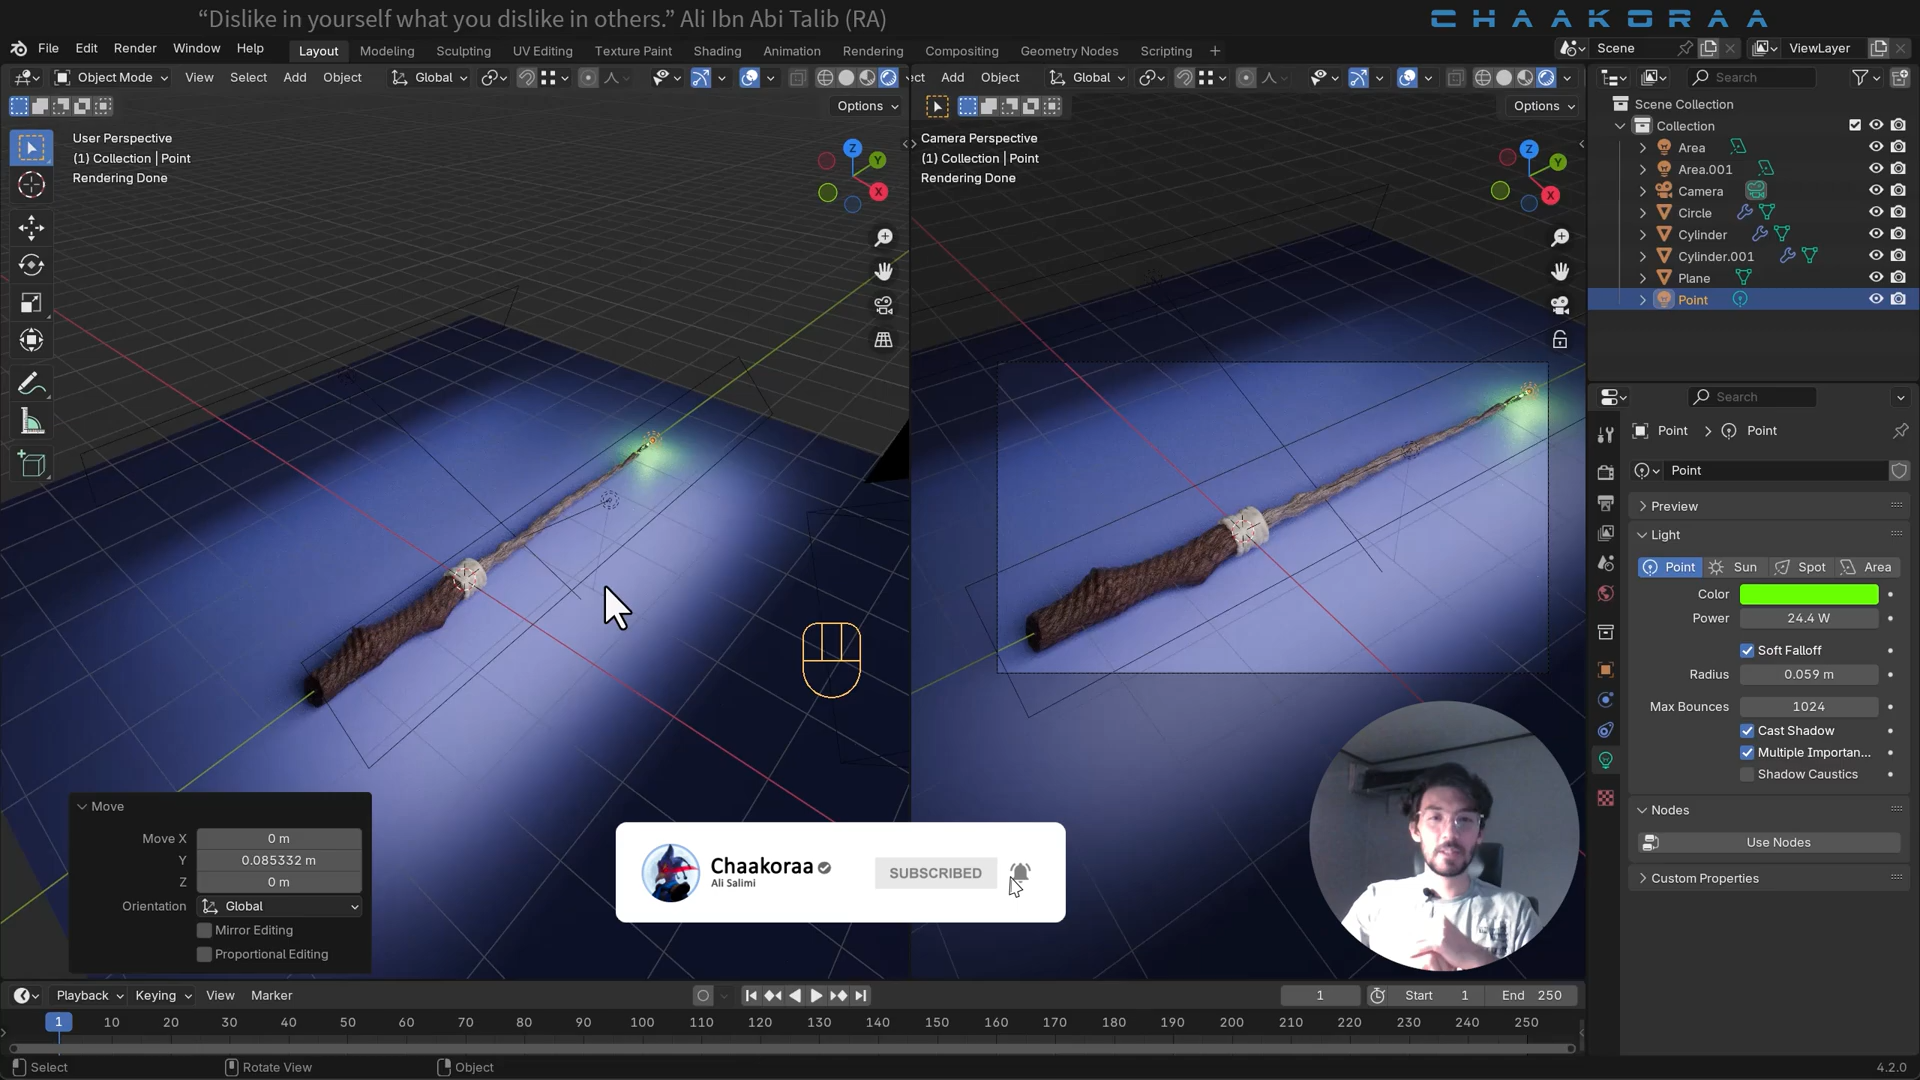 “Dislike in yourself what you dislike in others.” Ali Ibn Abi Talib (RA)
CHAAKORAA
File Edit Render Window Help
Layout Modeling Sculpting UV Editing Texture Paint Shading Animation Rendering Compositing Geometry Nodes Scripting +
Scene
ViewLayer
Object Mode View Select Add Object Global
Options
User Perspective
(1) Collection | Point
Rendering Done
Z
Y
X
ect Add Object Global
Options
Camera Perspective
(1) Collection | Point
Rendering Done
Z
Y
X
Search
Scene Collection
Collection
Area
Area.001
Camera
Circle
Cylinder
Cylinder.001
Plane
Point
Search
Point > Point
Point
Preview
Light
Point Sun Spot Area
Color
Power 24.4 W
Soft Falloff
Radius 0.059 m
Max Bounces 1024
Cast Shadow
Multiple Importan...
Shadow Caustics
Nodes
Use Nodes
Custom Properties
Move
Move X 0 m
Y 0.085332 m
Z 0 m
Orientation Global
Mirror Editing
Proportional Editing
Chaakoraa
Ali Salimi
SUBSCRIBED
Playback Keying View Marker
1
Start 1
End 250
1 10 20 30 40 50 60 70 80 90 100 110 120 130 140 150 160 170 180 190 200 210 220 230 240 250
Select Rotate View Object
4.2.0